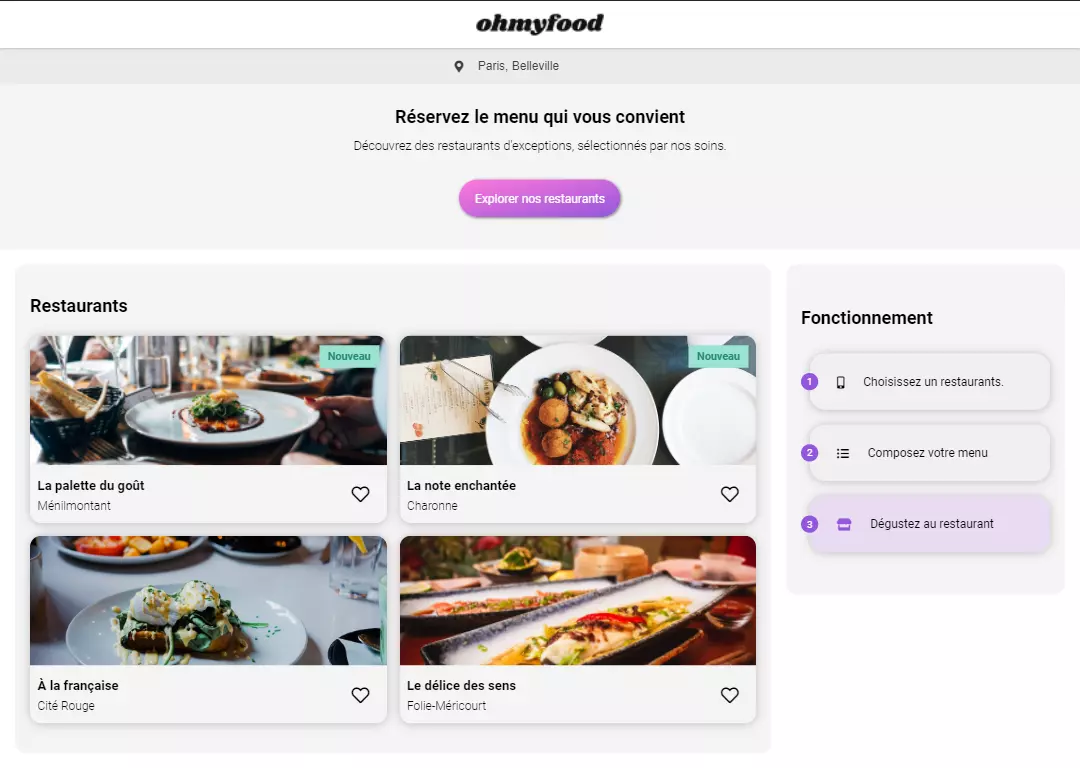 ohmyfood
Paris, Belleville
Réservez le menu qui vous convient
Découvrez des restaurants d'exceptions, sélectionnés par nos soins.
Explorer nos restaurants
Restaurants
Nouveau
La palette du goût
Ménilmontant
Nouveau
La note enchantée
Charonne
À la française
Cité Rouge
Le délice des sens
Folie-Méricourt
Fonctionnement
1 Choisissez un restaurants.
2 Composez votre menu
3 Dégustez au restaurant